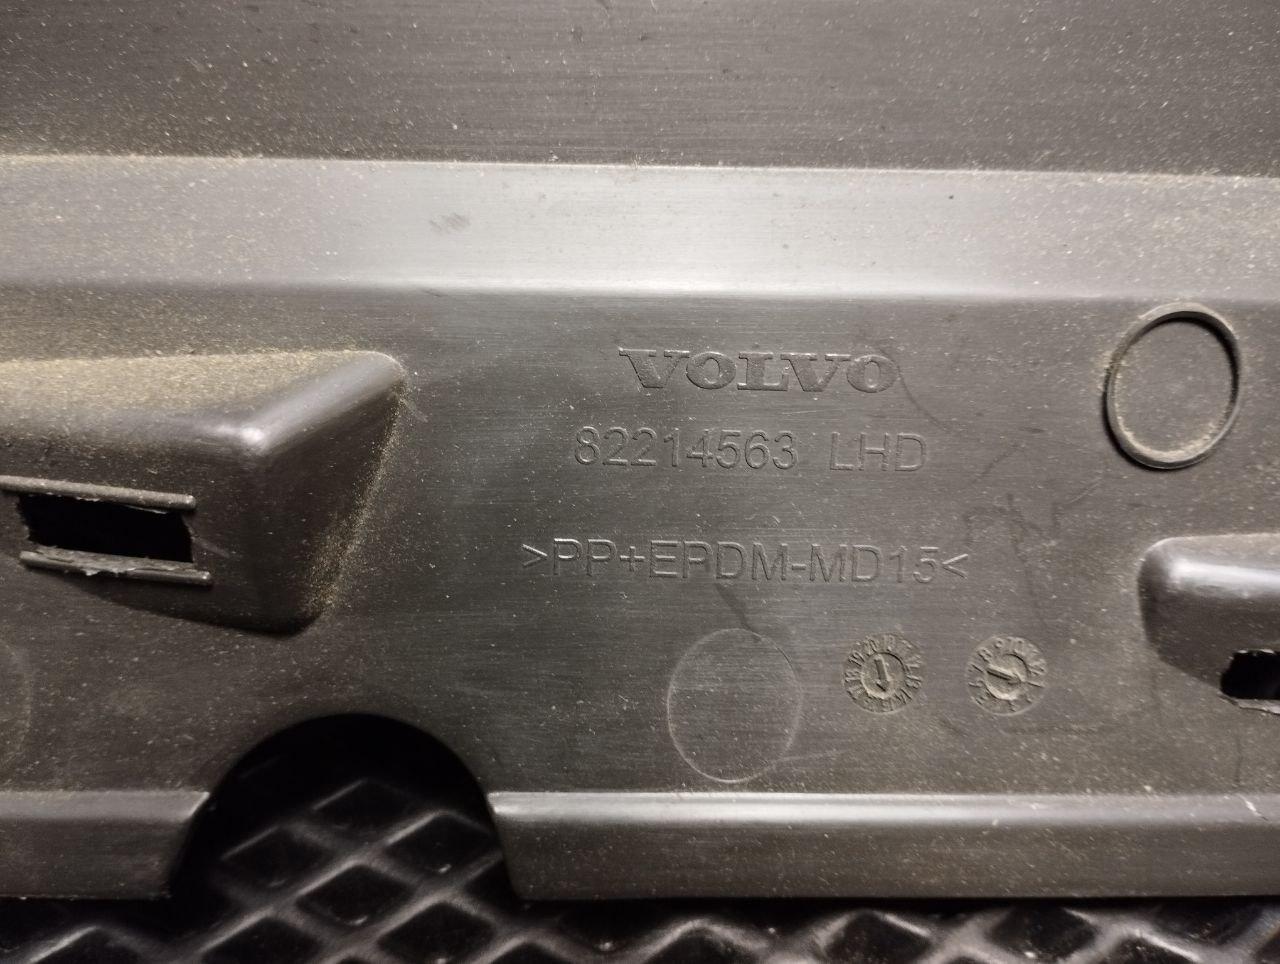 VOLVO
82214563 LHD
>PP+EPDM-MD15<